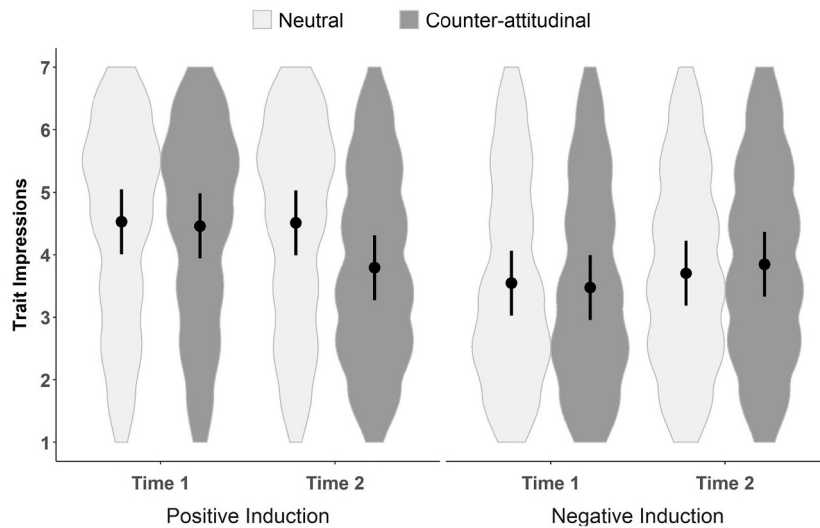 Neutral Counter-attitudinal
Trait Impressions
7
6
5
4
3
2
1
Time 1 Time 2 Time 1 Time 2
Positive Induction Negative Induction